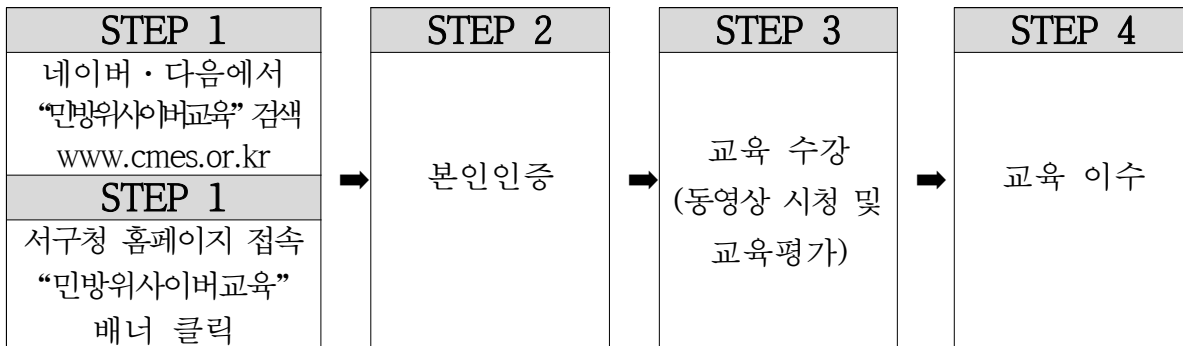 STEP 1
네이버·다음에서
“민방위사이버교육” 검색
www.cmes.or.kr
STEP 1
서구청 홈페이지 접속
“민방위사이버교육”
배너 클릭
STEP 2
본인인증
STEP 3
교육 수강
(동영상 시청 및
교육평가)
STEP 4
교육 이수